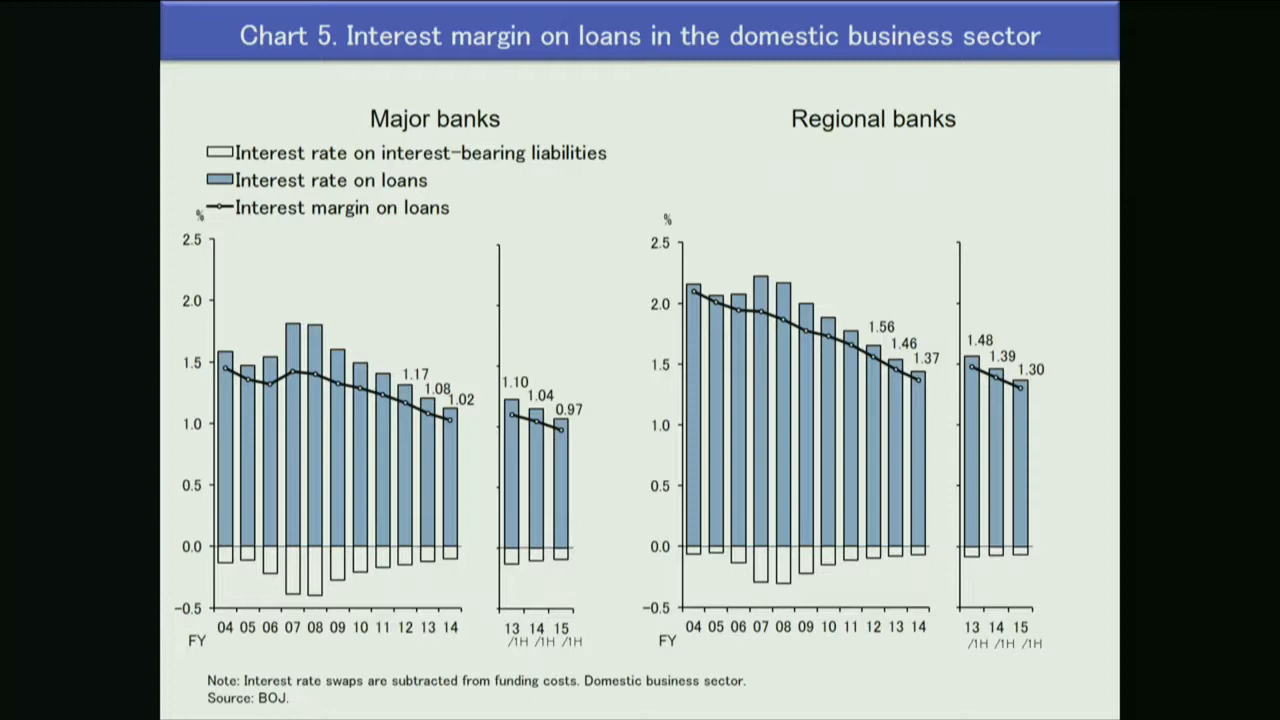 Chart 5. Interest margin on loans in the domestic business sector
Major banks
Regional banks
Interest rate on interest-bearing liabilities
Interest rate on loans
Interest margin on loans
%
2.5
2.0
1.5
1.0
0.5
0.0
-0.5
1.17
1.08
1.02
04 05 06 07 08 09 10 11 12 13 14
FY
1.10
1.04
0.97
13 14 15
/1H /1H /1H
%
2.5
2.0
1.5
1.0
0.5
0.0
-0.5
1.56
1.46
1.37
04 05 06 07 08 09 10 11 12 13 14
FY
1.48
1.39
1.30
13 14 15
/1H /1H /1H
Note: Interest rate swaps are subtracted from funding costs. Domestic business sector.
Source: BOJ.